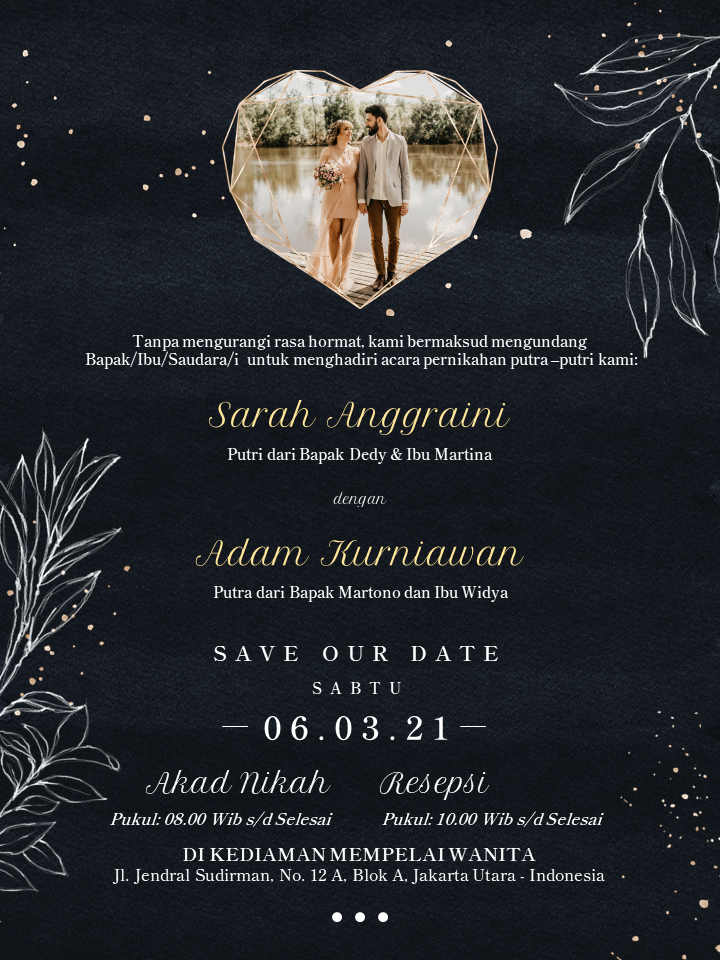 Tanpa mengurangi rasa hormat, kami bermaksud mengundang
Bapak/Ibu/Saudara/i untuk menghadiri acara pernikahan putra –putri kami:
Sarah Anggraini
Putri dari Bapak Dedy & Ibu Martina
dengan
Adam Kurniawan
Putra dari Bapak Martono dan Ibu Widya
SAVE OUR DATE
SABTU
06.03.21
Akad Nikah Resepsi
Pukul: 08.00 Wib s/d Selesai Pukul: 10.00 Wib s/d Selesai
DI KEDIAMAN MEMPELAI WANITA
Jl. Jendral Sudirman, No. 12 A, Blok A, Jakarta Utara - Indonesia